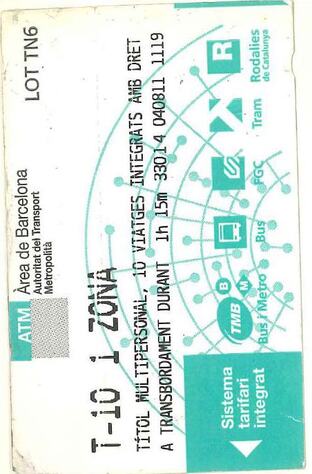 ATM
Àrea de Barcelona
Autoritat del Transport
Metropolità
LOT TN6
T-10 1 ZONA
TÍTOL MULTIPERSONAL, 10 VIATGES INTEGRATS AMB DRET
A TRANSBORDAMENT DURANT 1h 15m 33014 040811 1119
TMB
B
M
Bus i Metro
Bus
FGC
Tram
R
Rodalies
de Catalunya
Sistema
tarifari
integrat